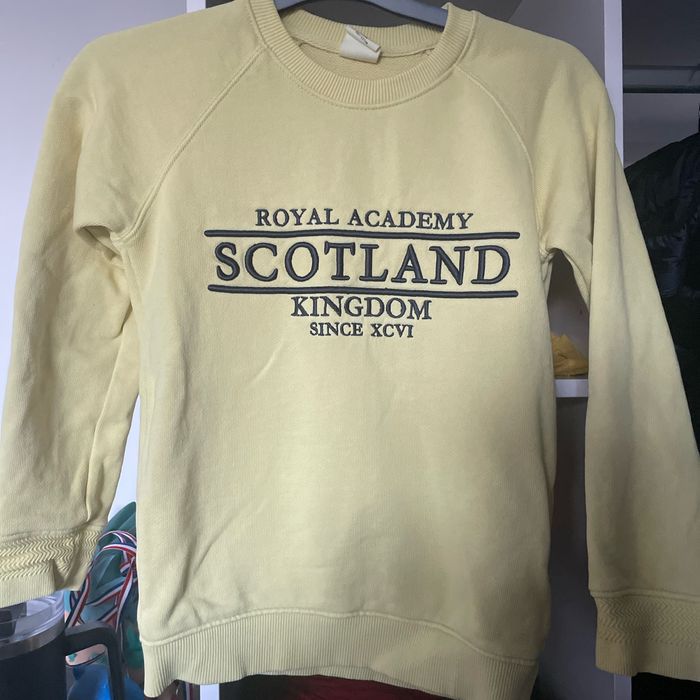 ROYAL ACADEMY
SCOTLAND
KINGDOM
SINCE XCVI